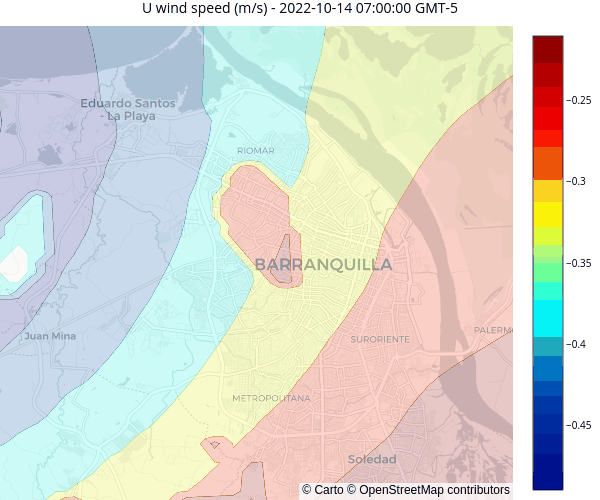 U wind speed (m/s) - 2022-10-14 07:00:00 GMT-5
Eduardo Santos
- La Playa
RIOMAR
BARRANQUILLA
Juan Mina
SURORIENTE
PALERM
METROPOLITANA
Soledad
© Carto © OpenStreetMap contributors
−0.25
−0.3
−0.35
−0.4
−0.45